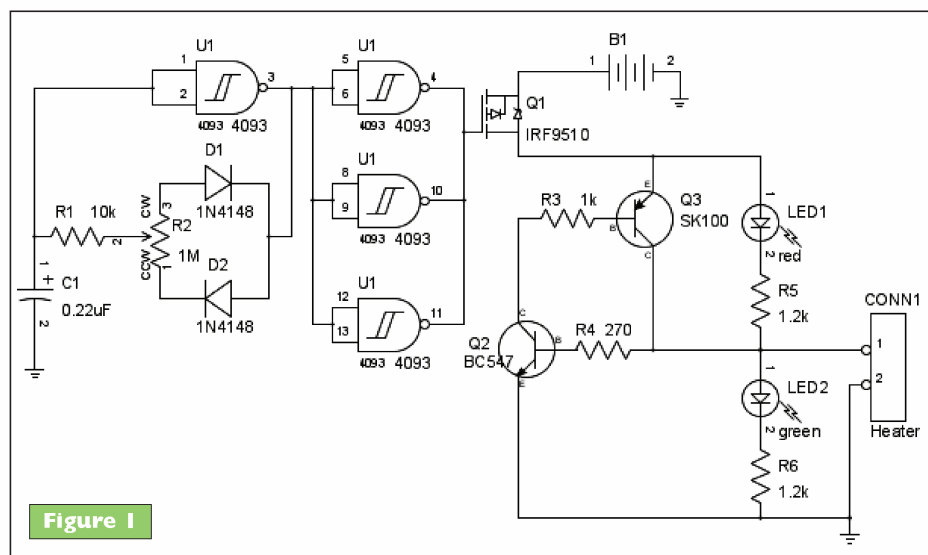 U1
1
2
3
4093 4093
U1
5
6
4
4093 4093
U1
8
9
10
4093 4093
U1
12
13
11
4093 4093
B1
1 2
Q1
IRF9510
D1
1N4148
R1 10k
2
CW
3
R2
1M
CCW
1
D2
1N4148
1 +
C1
0.22uF
2
R3 1k
B
E
C
Q3
SK100
1
LED1
2
red
R5
1.2k
CONN1
1
2
Heater
C
B
E
Q2
BC547
R4 270
1
LED2
2
green
R6
1.2k
Figure 1